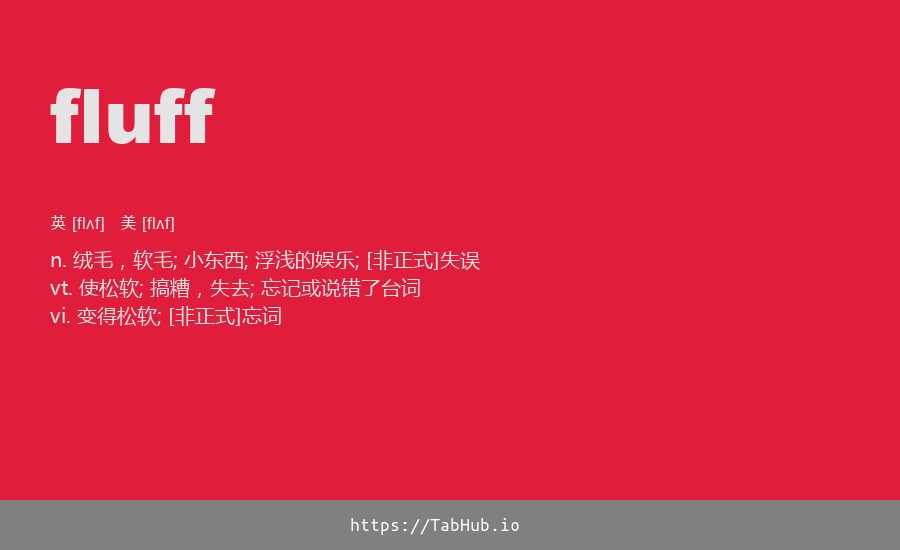 fluff
英 [flʌf] 美 [flʌf]
n. 绒毛，软毛; 小东西; 浮浅的娱乐; [非正式]失误
vt. 使松软; 搞糟，失去; 忘记或说错了台词
vi. 变得松软; [非正式]忘词
https://TabHub.io